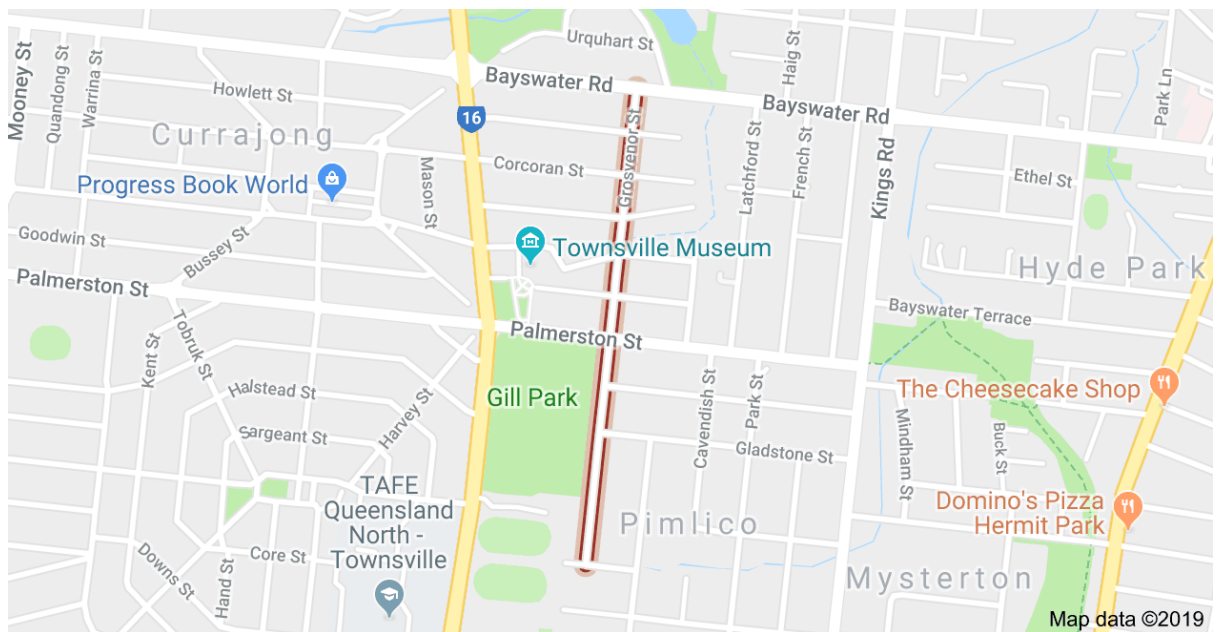 Urquhart St
Mooney St
Quandong St
Warrina St
Howlett St
Bayswater Rd
Haig St
Bayswater Rd
Park Ln
16
Currajong
Grosvenor St
Latchford St
French St
Kings Rd
Corcoran St
Ethel St
Progress Book World
Mason St
Goodwin St
Bussey St
Townsville Museum
Hyde Park
Palmerston St
Bayswater Terrace
Palmerston St
Tobruk St
Kent St
Halstead St
Gill Park
Harvey St
Cavendish St
Park St
The Cheesecake Shop
Mindham St
Buck St
Sargeant St
Gladstone St
TAFE
Queensland
North -
Townsville
Pimlico
Domino's Pizza
Hermit Park
Downs St
Hand St
Core St
Mysterton
Map data ©2019